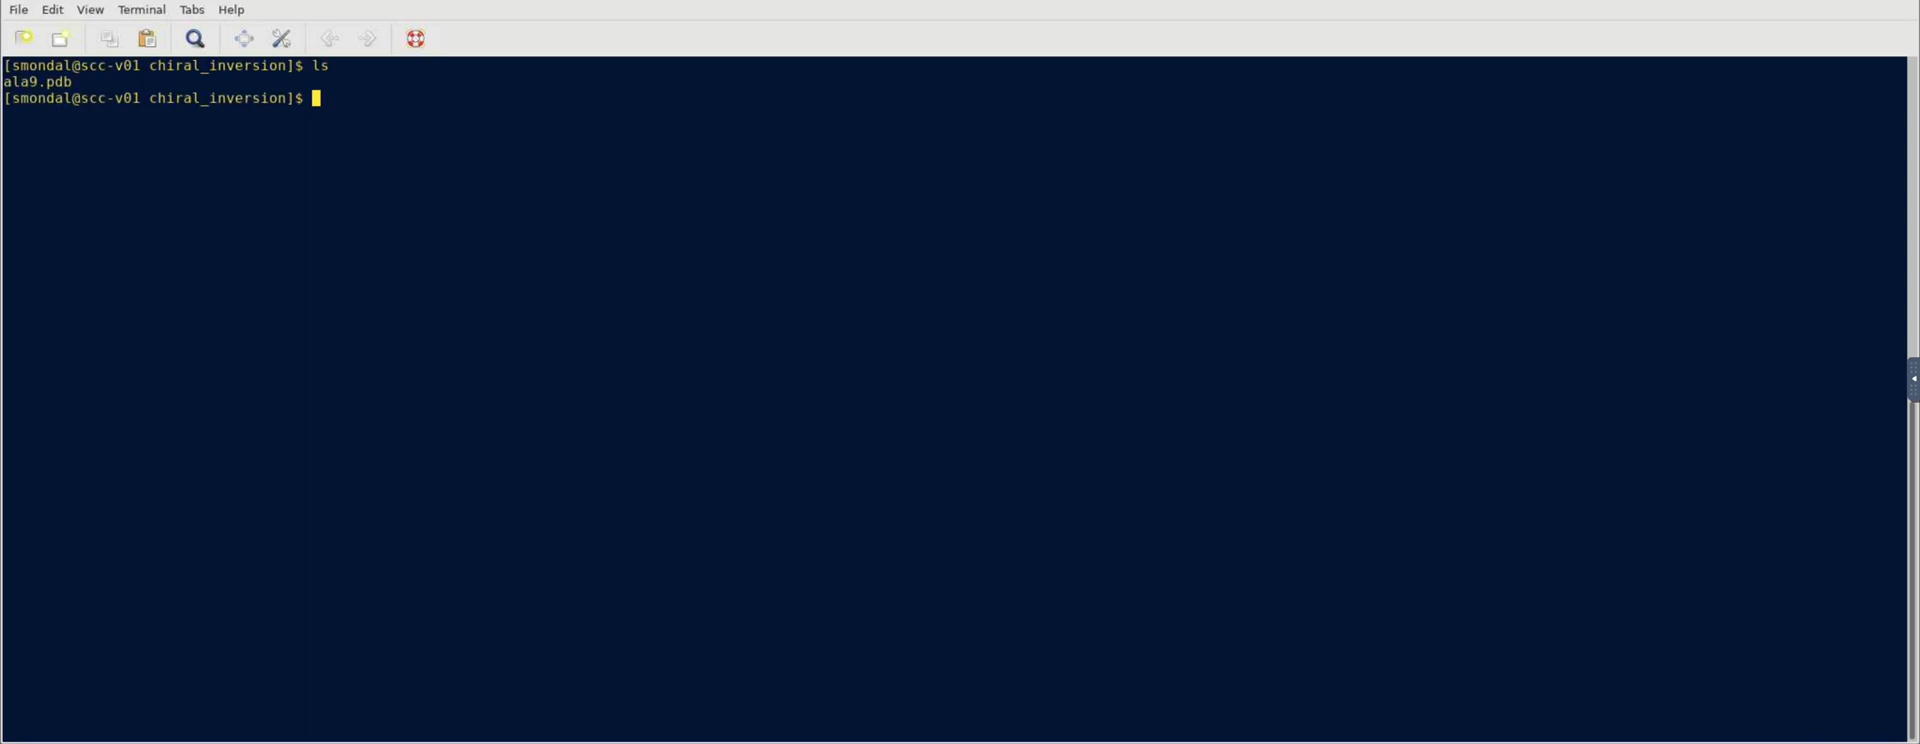 File Edit View Terminal Tabs Help
[smondal@scc-v01 chiral_inversion]$ ls
ala9.pdb
[smondal@scc-v01 chiral_inversion]$